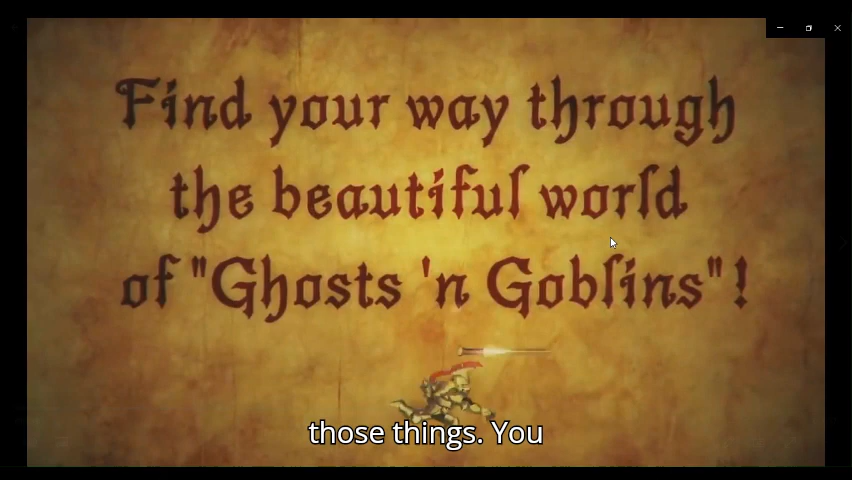 Find your way through
the beautiful world
of "Ghosts 'n Goblins"!
those things. You